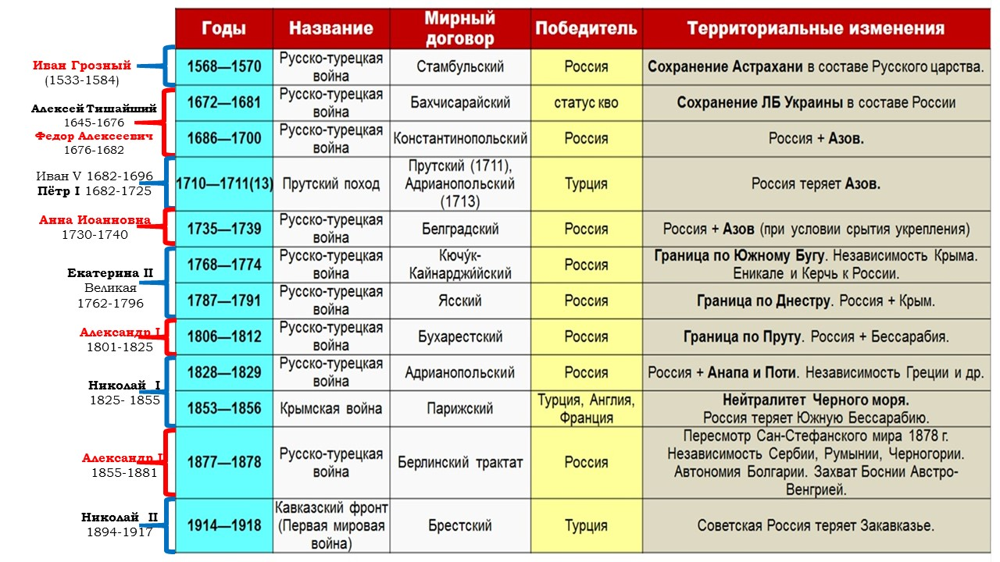 Годы Название Мирный договор Победитель Территориальные изменения
Иван Грозный
(1533-1584)
1568—1570
Русско-турецкая
война
Стамбульский
Россия
Сохранение Астрахани в составе Русского царства.
Алексей Тишайший
1645-1676
Федор Алексеевич
1676-1682
1672—1681
Русско-турецкая
война
Бахчисарайский
статус кво
Сохранение ЛБ Украины в составе России
1686—1700
Русско-турецкая
война
Константинопольский
Россия
Россия + Азов.
Иван V 1682-1696
Пётр I 1682-1725
1710—1711(13)
Прутский поход
Прутский (1711),
Адрианопольский
(1713)
Турция
Россия теряет Азов.
Анна Иоанновна
1730-1740
1735—1739
Русско-турецкая
война
Белградский
Россия
Россия + Азов (при условии срытия укрепления)
Екатерина II
Великая
1762-1796
1768—1774
Русско-турецкая
война
Кючу́к-
Кайнарджи́йский
Россия
Граница по Южному Бугу. Независимость Крыма.
Еникале и Керчь к России.
1787—1791
Русско-турецкая
война
Ясский
Россия
Граница по Днестру. Россия + Крым.
Александр I
1801-1825
1806—1812
Русско-турецкая
война
Бухарестский
Россия
Граница по Пруту. Россия + Бессарабия.
Николай I
1825- 1855
1828—1829
Русско-турецкая
война
Адрианопольский
Россия
Россия + Анапа и Поти. Независимость Греции и др.
1853—1856
Крымская война
Парижский
Турция, Англия,
Франция
Нейтралитет Черного моря.
Россия теряет Южную Бессарабию.
Александр II
1855-1881
1877—1878
Русско-турецкая
война
Берлинский трактат
Россия
Пересмотр Сан-Стефанского мира 1878 г.
Независимость Сербии, Румынии, Черногории.
Автономия Болгарии. Захват Боснии Австро-
Венгрией.
Николай II
1894-1917
1914—1918
Кавказский фронт
(Первая мировая
война)
Брестский
Турция
Советская Россия теряет Закавказье.